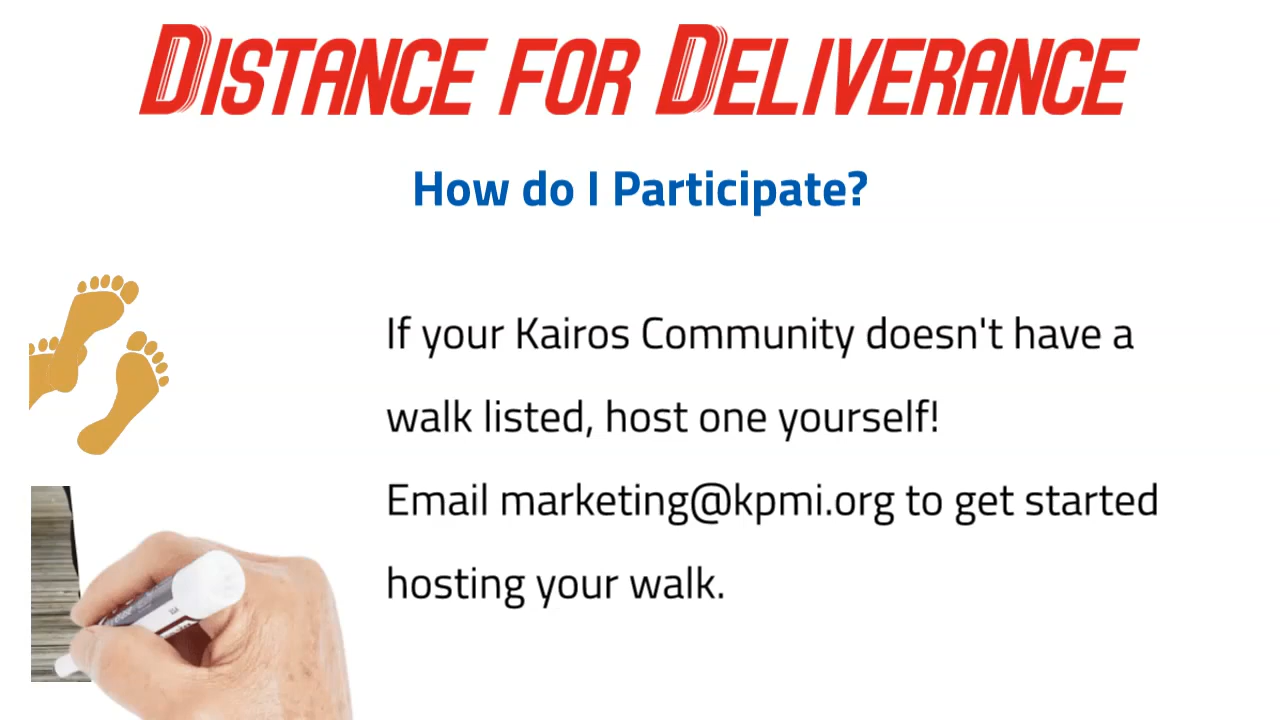 DISTANCE FOR DELIVERANCE
How do I Participate?
If your Kairos Community doesn't have a
walk listed, host one yourself!
Email marketing@kpmi.org to get started
hosting your walk.